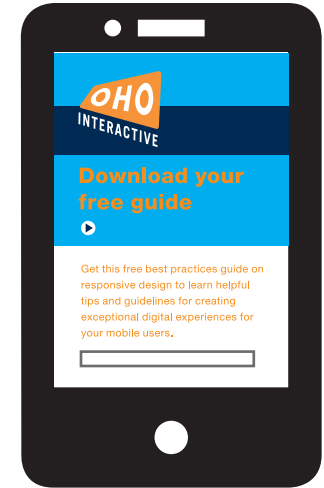 OHO
INTERACTIVE
Download your
free guide
Get this free best practices guide on
responsive design to learn helpful
tips and guidelines for creating
exceptional digital experiences for
your mobile users.